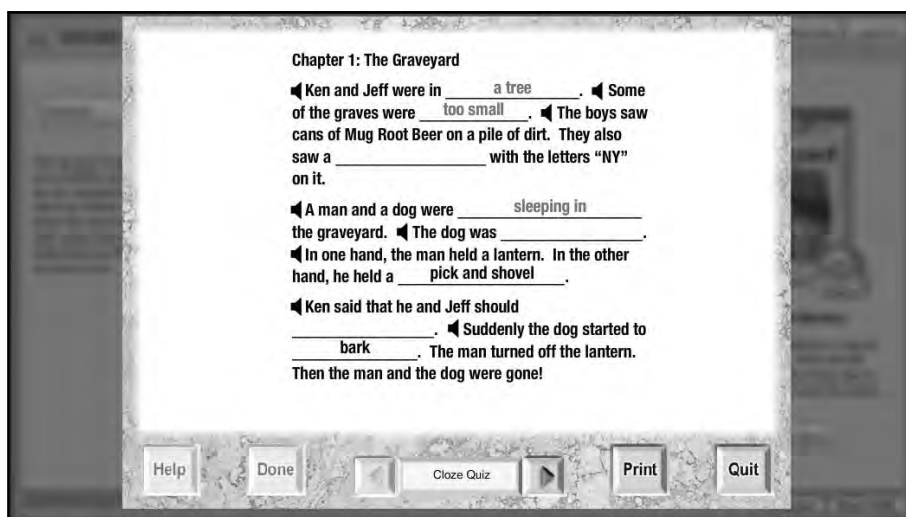 Chapter 1: The Graveyard
Ken and Jeff were in a tree. Some
of the graves were too small. The boys saw
cans of Mug Root Beer on a pile of dirt. They also
saw a _______________ with the letters “NY”
on it.
A man and a dog were sleeping in
the graveyard. The dog was _______________.
In one hand, the man held a lantern. In the other
hand, he held a pick and shovel.
Ken said that he and Jeff should
_______________. Suddenly the dog started to
bark. The man turned off the lantern.
Then the man and the dog were gone!
Help Done Cloze Quiz Print Quit